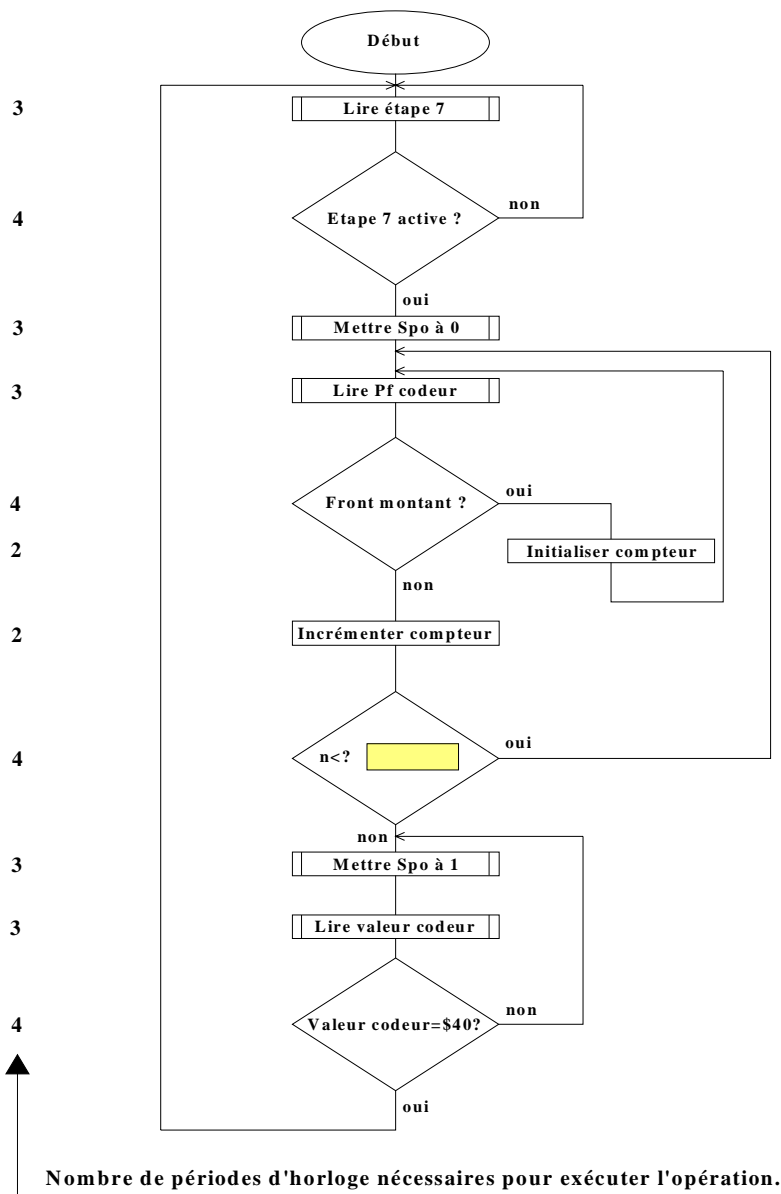 Début
3
Lire étape 7
4
Etape 7 active ?
non
oui
3
Mettre Spo à 0
3
Lire Pf codeur
4
Front montant ?
oui
2
Initialiser compteur
non
2
Incrémenter compteur
4
n<?
oui
non
3
Mettre Spo à 1
3
Lire valeur codeur
4
Valeur codeur=$40?
non
oui
Nombre de périodes d'horloge nécessaires pour exécuter l'opération.